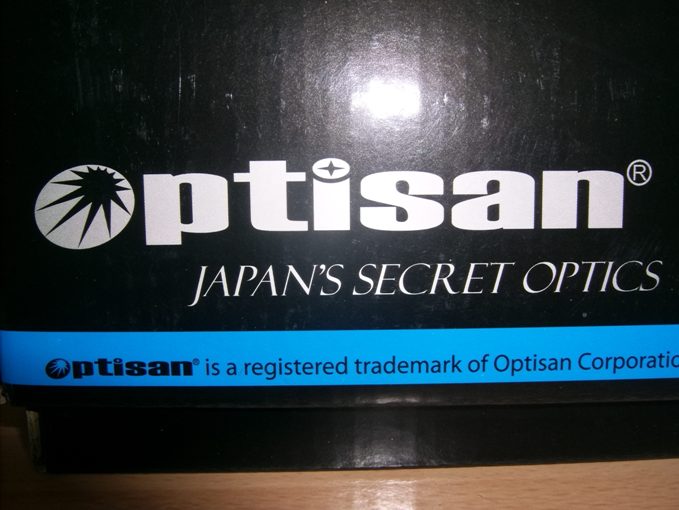 Optisan®
JAPAN'S SECRET OPTICS
Optisan® is a registered trademark of Optisan Corporatio